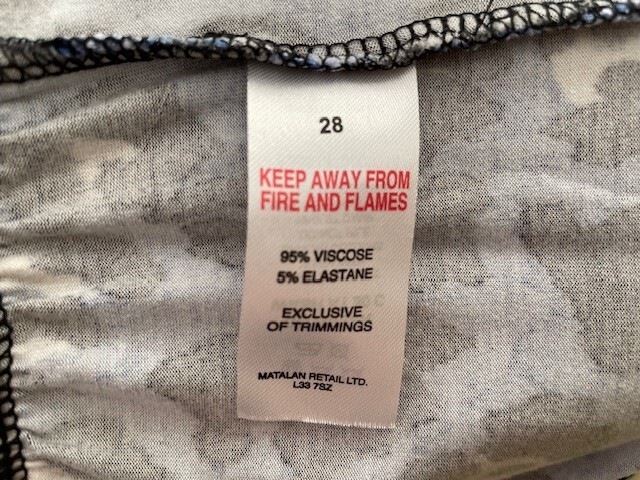 28
KEEP AWAY FROM
FIRE AND FLAMES
95% VISCOSE
5% ELASTANE
EXCLUSIVE
OF TRIMMINGS
MATALAN RETAIL LTD.
L33 7SZ